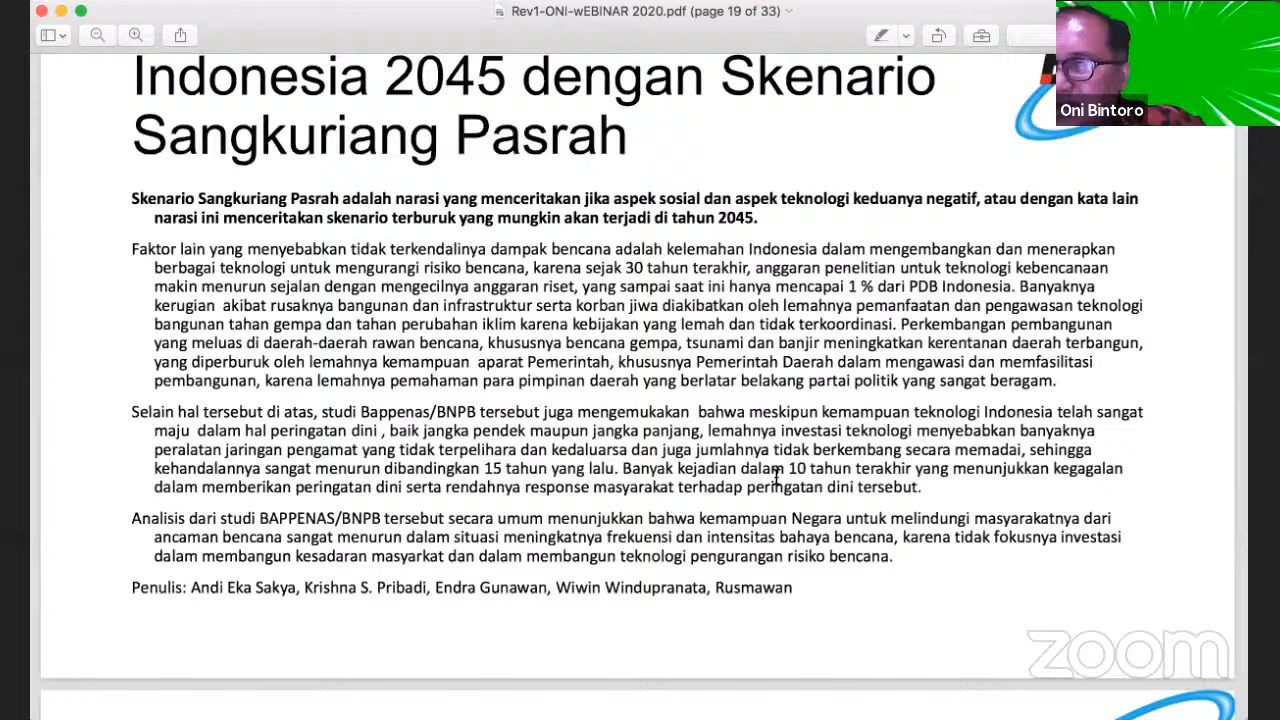 Rev1-ONI-wEBINAR 2020.pdf (page 19 of 33)
Oni Bintoro
Indonesia 2045 dengan Skenario
Sangkuriang Pasrah
Skenario Sangkuriang Pasrah adalah narasi yang menceritakan jika aspek sosial dan aspek teknologi keduanya negatif, atau dengan kata lain
narasi ini menceritakan skenario terburuk yang mungkin akan terjadi di tahun 2045.
Faktor lain yang menyebabkan tidak terkendalinya dampak bencana adalah kelemahan Indonesia dalam mengembangkan dan menerapkan
berbagai teknologi untuk mengurangi risiko bencana, karena sejak 30 tahun terakhir, anggaran penelitian untuk teknologi kebencanaan
makin menurun sejalan dengan mengecilnya anggaran riset, yang sampai saat ini hanya mencapai 1 % dari PDB Indonesia. Banyaknya
kerugian akibat rusaknya bangunan dan infrastruktur serta korban jiwa diakibatkan oleh lemahnya pemanfaatan dan pengawasan teknologi
bangunan tahan gempa dan tahan perubahan iklim karena kebijakan yang lemah dan tidak terkoordinasi. Perkembangan pembangunan
yang meluas di daerah-daerah rawan bencana, khususnya bencana gempa, tsunami dan banjir meningkatkan kerentanan daerah terbangun,
yang diperburuk oleh lemahnya kemampuan aparat Pemerintah, khususnya Pemerintah Daerah dalam mengawasi dan memfasilitasi
pembangunan, karena lemahnya pemahaman para pimpinan daerah yang berlatar belakang partai politik yang sangat beragam.
Selain hal tersebut di atas, studi Bappenas/BNPB tersebut juga mengemukakan bahwa meskipun kemampuan teknologi Indonesia telah sangat
maju dalam hal peringatan dini , baik jangka pendek maupun jangka panjang, lemahnya investasi teknologi menyebabkan banyaknya
peralatan jaringan pengamat yang tidak terpelihara dan kedaluarsa dan juga jumlahnya tidak berkembang secara memadai, sehingga
kehandalannya sangat menurun dibandingkan 15 tahun yang lalu. Banyak kejadian dalam 10 tahun terakhir yang menunjukkan kegagalan
dalam memberikan peringatan dini serta rendahnya response masyarakat terhadap peringatan dini tersebut.
Analisis dari studi BAPPENAS/BNPB tersebut secara umum menunjukkan bahwa kemampuan Negara untuk melindungi masyarakatnya dari
ancaman bencana sangat menurun dalam situasi meningkatnya frekuensi dan intensitas bahaya bencana, karena tidak fokusnya investasi
dalam membangun kesadaran masyarkat dan dalam membangun teknologi pengurangan risiko bencana.
Penulis: Andi Eka Sakya, Krishna S. Pribadi, Endra Gunawan, Wiwin Windupranata, Rusmawan
zoom